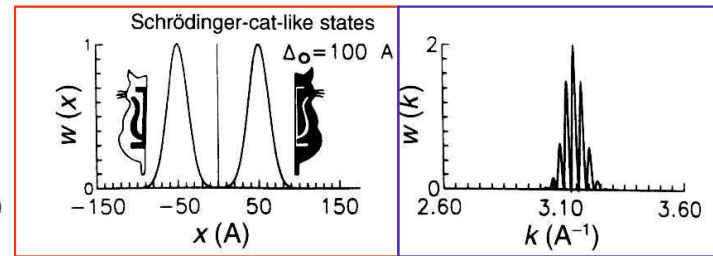 Schrödinger-cat-like states
Δo=100 A
w(x)
1
0
-150
-50
50
150
x(A)
w(k)
2
0
2.60
3.10
3.60
k(A⁻¹)